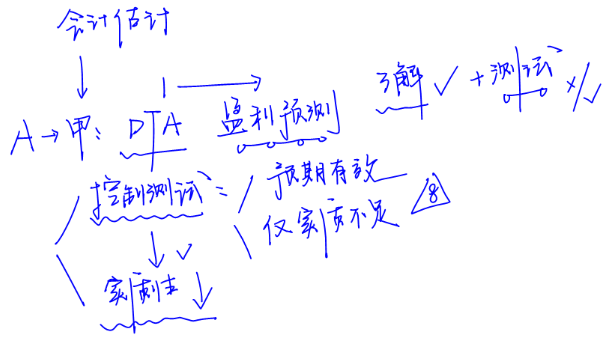 会计估计
A→甲: DTA 盈利预测 了解✓ +测试 ×/✓
控制测试: 预期有效
仅实质不足 8
✓
实质性